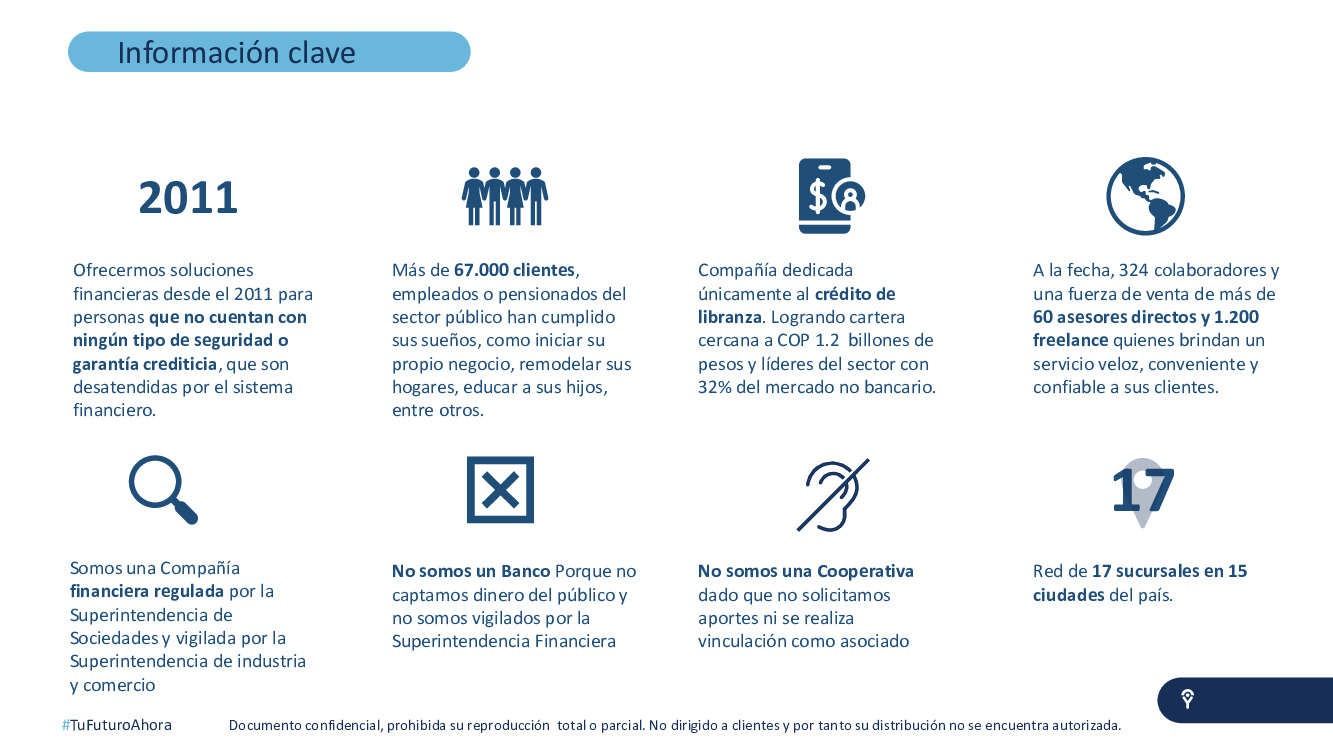 Información clave
2011
Ofrecermos soluciones
financieras desde el 2011 para
personas que no cuentan con
ningún tipo de seguridad o
garantía crediticia, que son
desatendidas por el sistema
financiero.
Más de 67.000 clientes,
empleados o pensionados del
sector público han cumplido
sus sueños, como iniciar su
propio negocio, remodelar sus
hogares, educar a sus hijos,
entre otros.
$
Compañía dedicada
únicamente al crédito de
libranza. Logrando cartera
cercana a COP 1.2 billones de
pesos y líderes del sector con
32% del mercado no bancario.
A la fecha, 324 colaboradores y
una fuerza de venta de más de
60 asesores directos y 1.200
freelance quienes brindan un
servicio veloz, conveniente y
confiable a sus clientes.
Somos una Compañía
financiera regulada por la
Superintendencia de
Sociedades y vigilada por la
Superintendencia de industria
y comercio
No somos un Banco Porque no
captamos dinero del público y
no somos vigilados por la
Superintendencia Financiera
No somos una Cooperativa
dado que no solicitamos
aportes ni se realiza
vinculación como asociado
17
Red de 17 sucursales en 15
ciudades del país.
#TuFuturoAhora
Documento confidencial, prohibida su reproducción total o parcial. No dirigido a clientes y por tanto su distribución no se encuentra autorizada.